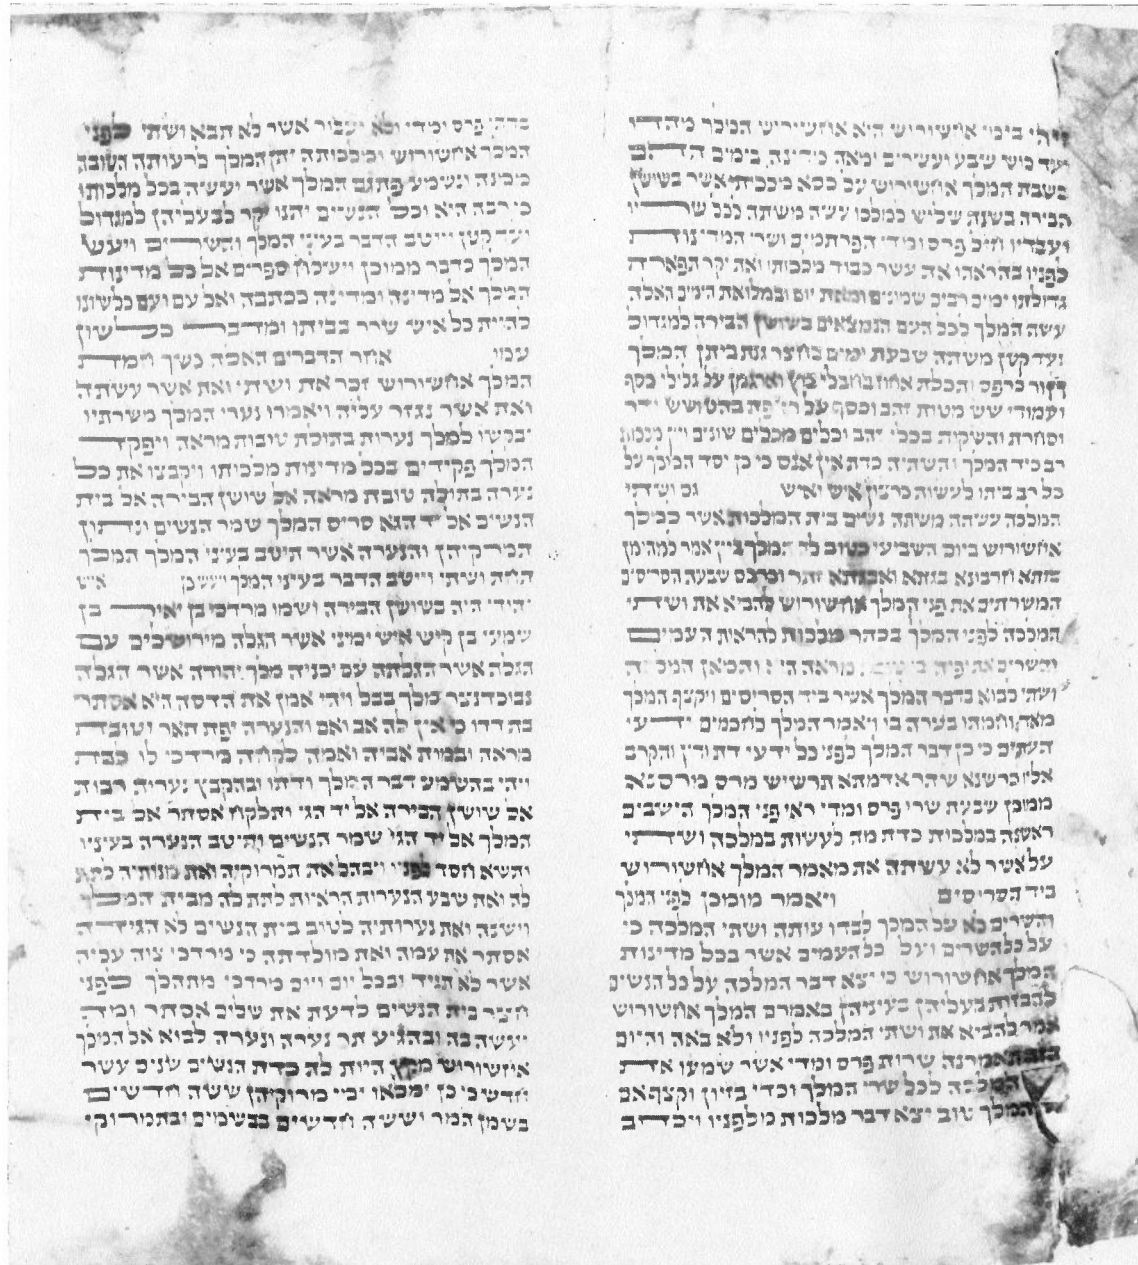 ויהי בימי אחשורוש הוא אחשורוש המלך מהדו
ועד כוש שבע ועשרים ומאה מדינה בימים ההם
כשבת המלך אחשורוש על כסא מלכותו אשר בשושן
הבירה בשנת שלוש למלכו עשה משתה לכל שריו
ועבדיו חיל פרס ומדי הפרתמים ושרי המדינות
לפניו בהראתו את עשר כבוד מלכותו ואת יקר תפארת
גדולתו ימים רבים שמונים ומאת יום ובמלואת הימים האלה
עשה המלך לכל העם הנמצאים בשושן הבירה למגדול
ועד קטן משתה שבעת ימים בחצר גנת ביתן המלך
חור כרפס ותכלת אחוז בחבלי בוץ וארגמן על גלילי כסף
ועמודי שש מטות זהב וכסף על רצפת בהט ושש ודר
וסחרת והשקות בכלי זהב וכלים מכלים שונים ויין מלכות
רב כיד המלך והשתיה כדת אין אנס כי כן יסד המלך על
כל רב ביתו לעשות כרצון איש ואיש גם ושתי
המלכה עשתה משתה נשים בית המלכות אשר למלך
אחשורוש ביום השביעי כטוב לב המלך ביין אמר למהומן
בזתא חרבונא בגתא ואבגתא זתר וכרכס שבעת הסריסים
המשרתים את פני המלך אחשורוש להביא את ושתי
המלכה לפני המלך בכתר מלכות להראות העמים
והשרים את יפיה כי טובת מראה היא ותמאן המלכה
ושתי לבוא בדבר המלך אשר ביד הסריסים ויקצף המלך
מאד וחמתו בערה בו ויאמר המלך לחכמים ידעי
העתים כי כן דבר המלך לפני כל ידעי דת ודין והקרב
אליו כרשנא שתר אדמתא תרשיש מרס מרסנא
ממוכן שבעת שרי פרס ומדי ראי פני המלך הישבים
ראשנה במלכות כדת מה לעשות במלכה ושתי
על אשר לא עשתה את מאמר המלך אחשורוש
ביד הסריסים ויאמר מומכן לפני המלך
והשרים לא על המלך לבדו עותה ושתי המלכה כי
על כל השרים ועל כל העמים אשר בכל מדינות
המלך אחשורוש כי יצא דבר המלכה על כל הנשים
להבזות בעליהן בעיניהן באמרם המלך אחשורוש
אמר להביא את ושתי המלכה לפניו ולא באה והיום
הזה תאמרנה שרות פרס ומדי אשר שמעו את
המלכה לכל שרי המלך וכדי בזיון וקצף אם
על המלך טוב יצא דבר מלכות מלפניו ויכתב
בדתי פרס ומדי ולא יעבור אשר לא תבא ושתי לפני
המלך אחשורוש ומלכותה יתן המלך לרעותה הטובה
ממנה ונשמע פתגם המלך אשר יעשה בכל מלכותו
כי רבה היא וכל הנשים יתנו יקר לבעליהן למגדול
ועד קטן וייטב הדבר בעיני המלך והשרים ויעש
המלך כדבר ממוכן וישלח ספרים אל כל מדינות
המלך אל מדינה ומדינה ככתבה ואל עם ועם כלשונו
להיות כל איש שרר בביתו ומדבר כלשון
עמו אחר הדברים האלה כשך חמת
המלך אחשורוש זכר את ושתי ואת אשר עשתה
ואת אשר נגזר עליה ויאמרו נערי המלך משרתיו
יבקשו למלך נערות בתולת טובות מראה ויפקד
המלך פקידים בכל מדינות מלכותו ויקבצו את כל
נערה בתולה טובת מראה אל שושן הבירה אל בית
הנשים אל יד הגא סריס המלך שמר הנשים ונתון
תמרקיהן והנערה אשר תיטב בעיני המלך תמלך
תחת ושתי וייטב הדבר בעיני המלך ויעש כן איש
יהודי היה בשושן הבירה ושמו מרדכי בן יאיר בן
שמעי בן קיש איש ימיני אשר הגלה מירושלים עם
הגלה אשר הגלתה עם יכניה מלך יהודה אשר הגלה
נבוכדנצר מלך בבל ויהי אמן את הדסה היא אסתר
בת דדו כי אין לה אב ואם והנערה יפת תאר וטובת
מראה ובמות אביה ואמה לקחה מרדכי לו לבת
ויהי בהשמע דבר המלך ודתו ובהקבץ נערות רבות
אל שושן הבירה אל יד הגי ותלקח אסתר אל בית
המלך אל יד הגי שמר הנשים ותיטב הנערה בעיניו
ותשא חסד לפניו ויבהל את תמרוקיה ואת מנותיה לתת
לה ואת שבע הנערות הראיות לתת לה מבית המלך
וישנה ואת נערותיה לטוב בית הנשים לא הגידה
אסתר את עמה ואת מולדתה כי מרדכי צוה עליה
אשר לא תגיד ובכל יום ויום מרדכי מתהלך לפני
חצר בית הנשים לדעת את שלום אסתר ומה
יעשה בה ובהגיע תר נערה ונערה לבוא אל המלך
אחשורוש מקץ היות לה כדת הנשים שנים עשר
חדש כי כן ימלאו ימי מרוקיהן ששה חדשים
בשמן המר וששה חדשים בבשמים ובתמרוקי